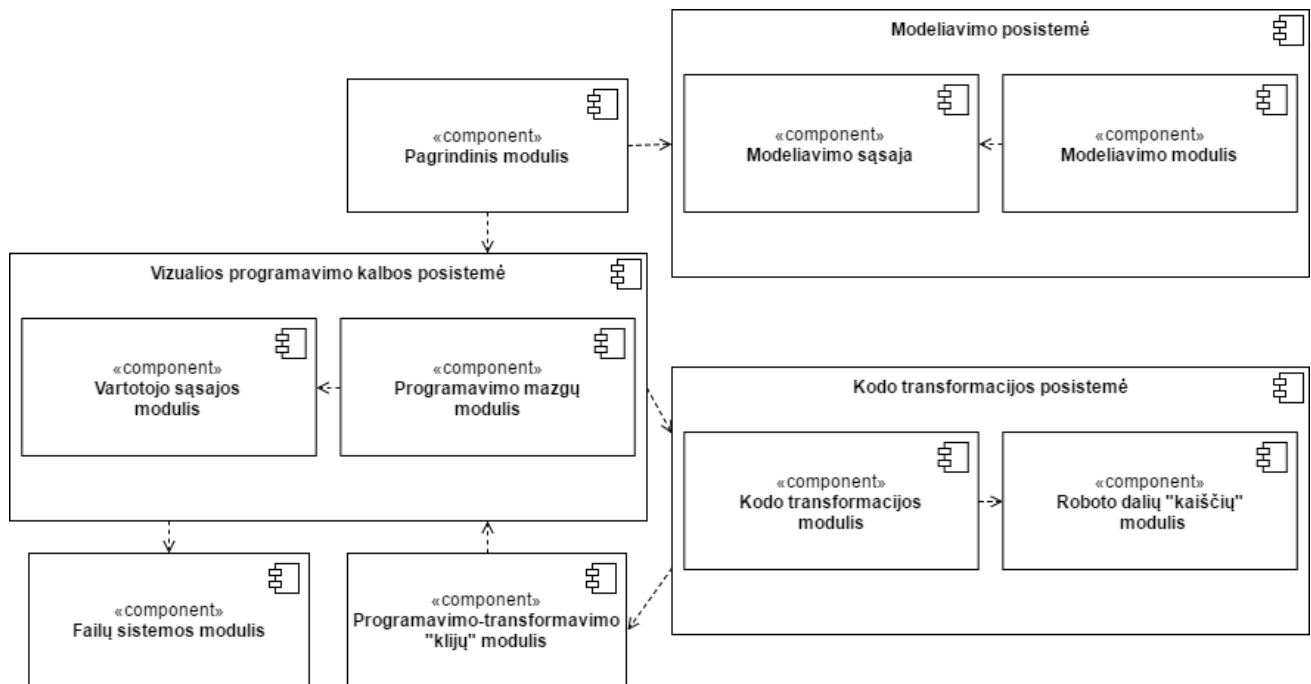 Modeliavimo posistemė
«component»
Pagrindinis modulis
«component»
Modeliavimo sąsaja
«component»
Modeliavimo modulis
Vizualios programavimo kalbos posistemė
«component»
Vartotojo sąsajos
modulis
«component»
Programavimo mazgų
modulis
Kodo transformacijos posistemė
«component»
Kodo transformacijos
modulis
«component»
Roboto dalių "kaiščių"
modulis
«component»
Failų sistemos modulis
«component»
Programavimo-transformavimo
"klijų" modulis